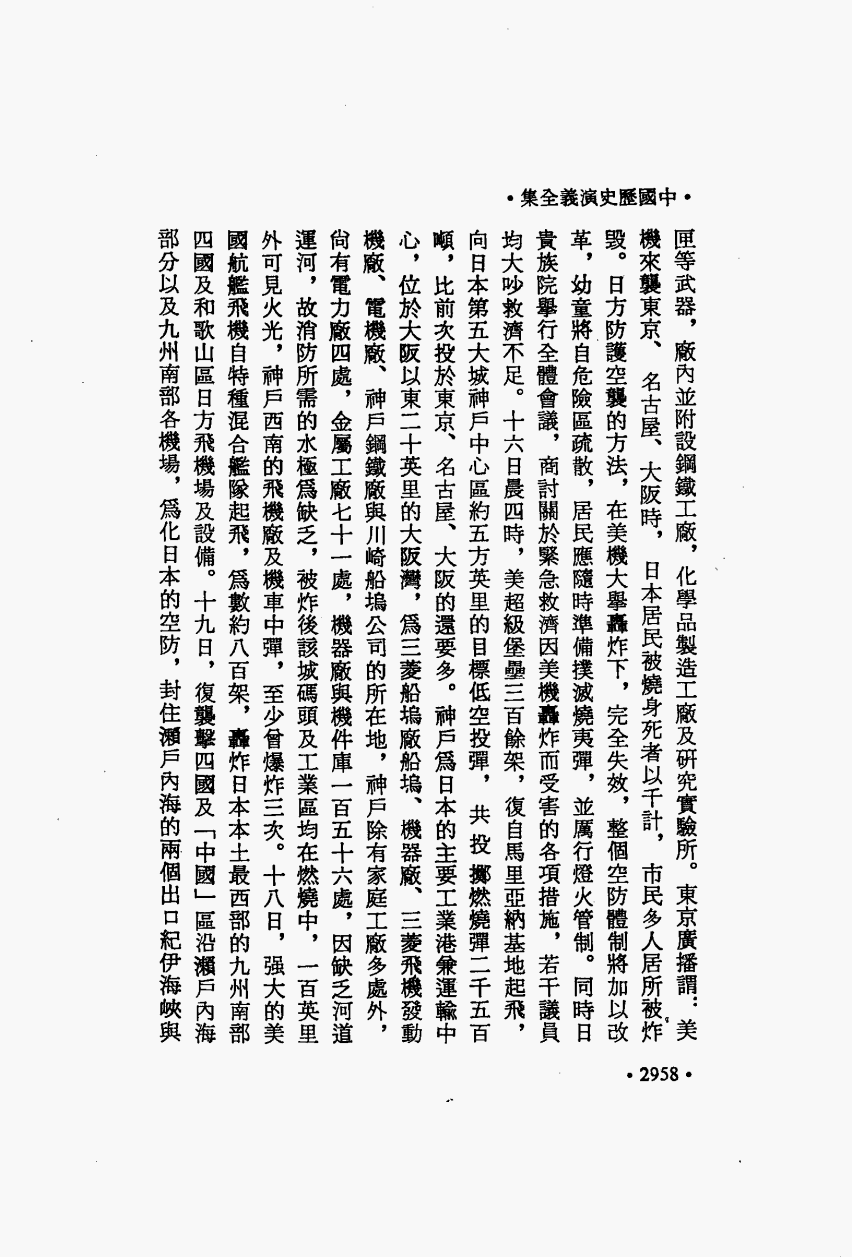 •中國歷史演義全集•
匣等武器，廠內並附設鋼鐵工廠，化學品製造工廠及研究實驗所。東京廣播謂：美
機來襲東京、名古屋、大阪時，日本居民被燒身死者以千計，市民多人居所被炸
毀。日方防護空襲的方法，在美機大舉轟炸下，完全失效，整個空防體制將加以改
革，幼童將自危險區疏散，居民應隨時準備撲滅燒夷彈，並厲行燈火管制。同時日
貴族院舉行全體會議，商討關於緊急救濟因美機轟炸而受害的各項措施，若干議員
均大吵救濟不足。十六日晨四時，美超級堡壘三百餘架，復自馬里亞納基地起飛，
向日本第五大城神戶中心區約五方英里的目標低空投彈，共投擲燃燒彈二千五百
噸，比前次投於東京、名古屋、大阪的還要多。神戶爲日本的主要工業港兼運輸中
心，位於大阪以東二十英里的大阪灣，爲三菱船塢廠船塢、機器廠、三菱飛機發動
機廠、電機廠、神戶鋼鐵廠與川崎船塢公司的所在地，神戶除有家庭工廠多處外，
尙有電力廠四處，金屬工廠七十一處，機器廠與機件庫一百五十六處，因缺乏河道
運河，故消防所需的水極爲缺乏，被炸後該城碼頭及工業區均在燃燒中，一百英里
外可見火光，神戶西南的飛機廠及機車中彈，至少曾爆炸三次。十八日，强大的美
國航艦飛機自特種混合艦隊起飛，爲數約八百架，轟炸日本本土最西部的九州南部
四國及和歌山區日方飛機場及設備。十九日，復襲擊四國及「中國」區沿瀨戶內海
部分以及九州南部各機場，爲化日本的空防，封住瀨戶內海的兩個出口紀伊海峽與
•2958•